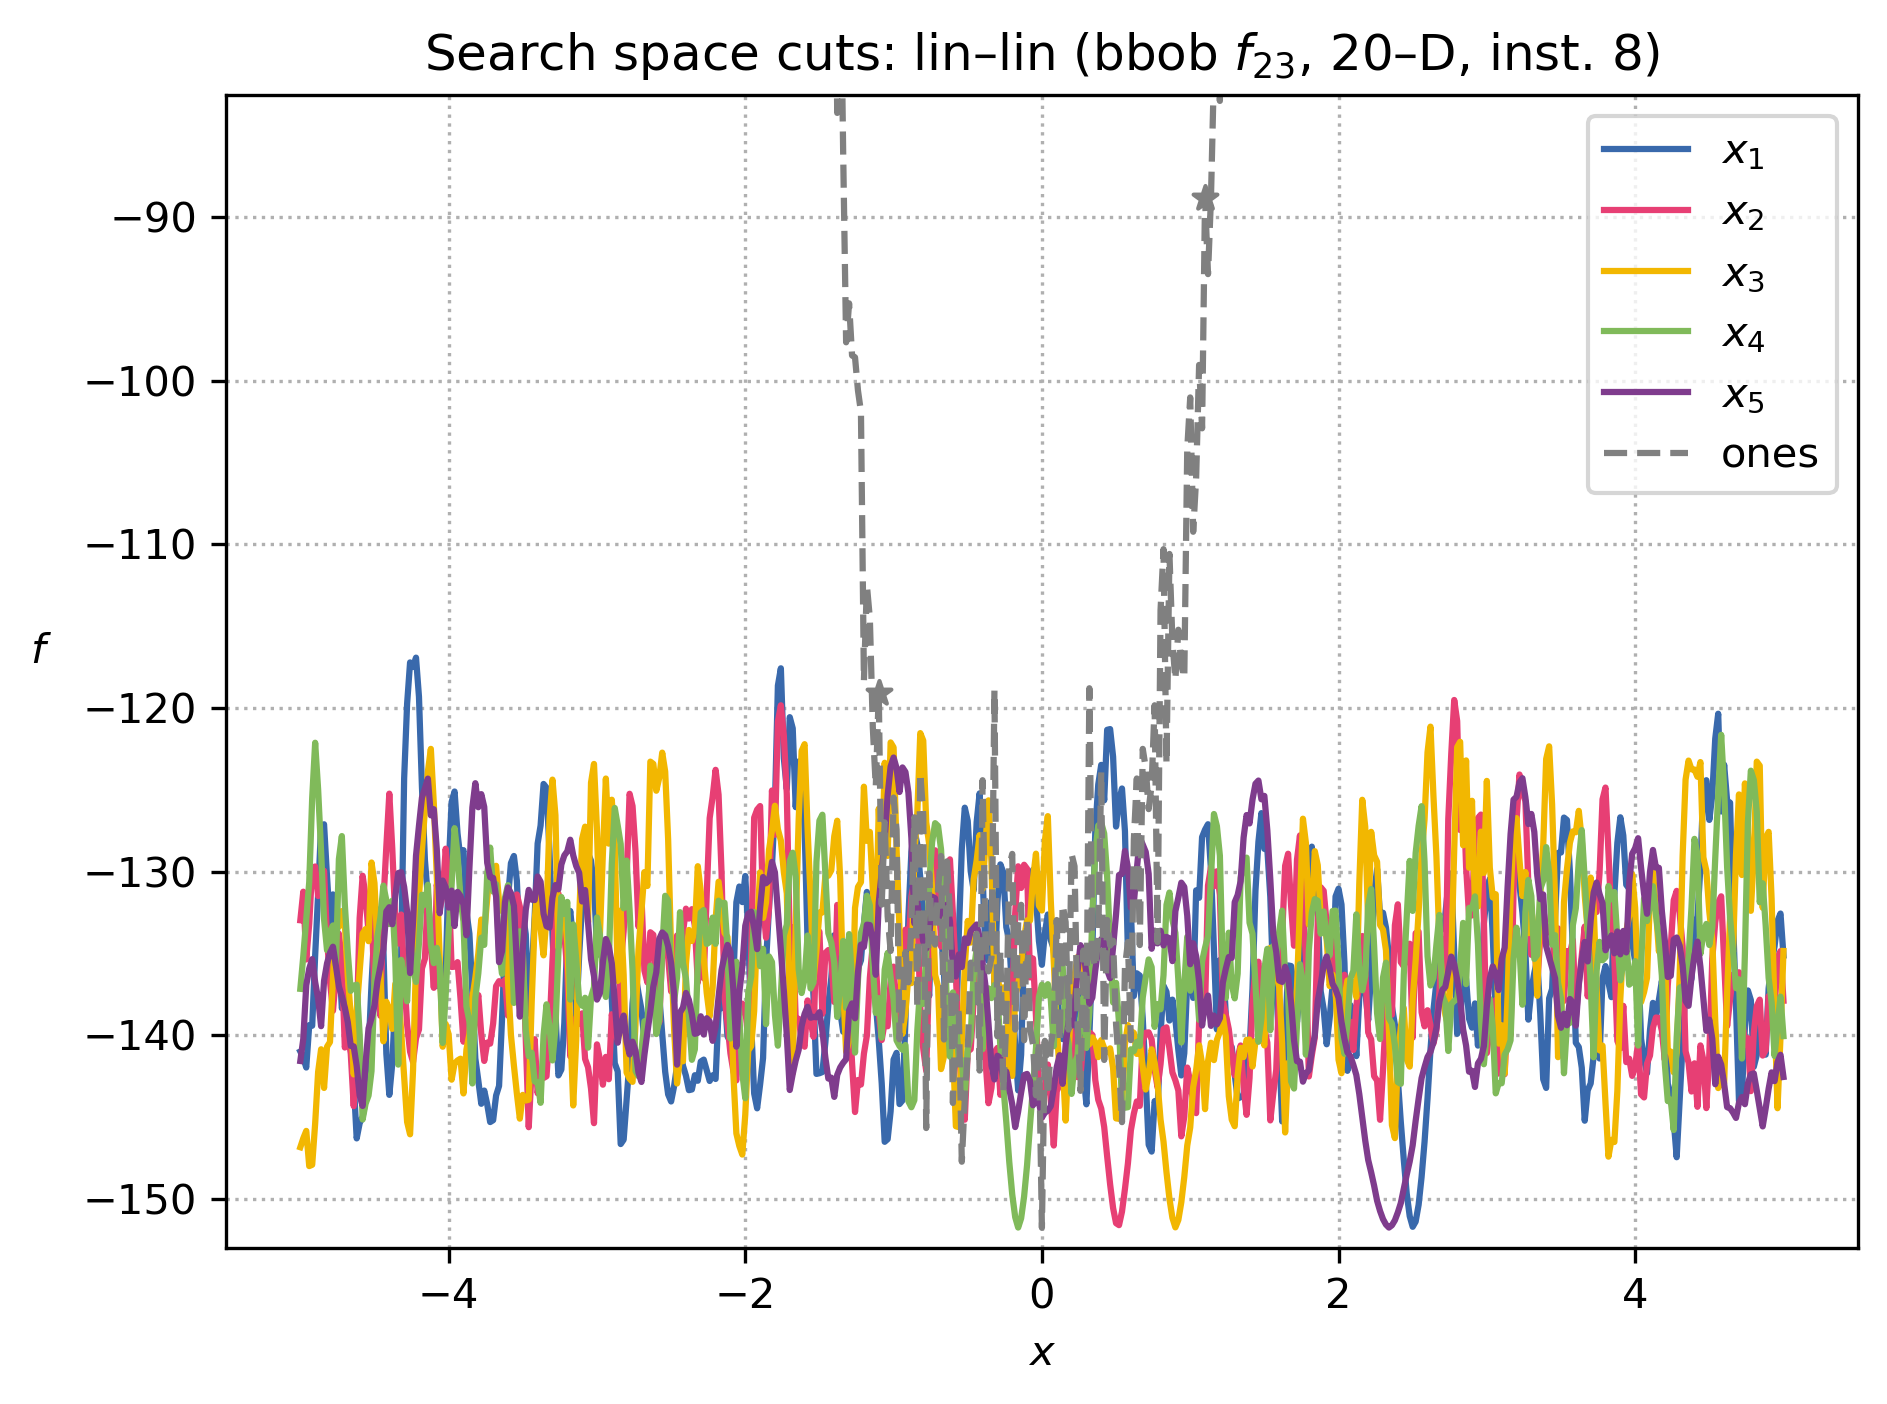 Search space cuts: lin–lin (bbob f₂₃, 20–D, inst. 8)
−90
−100
−110
−120
−130
−140
−150
f
x₁
x₂
x₃
x₄
x₅
ones
−4 −2 0 2 4
x